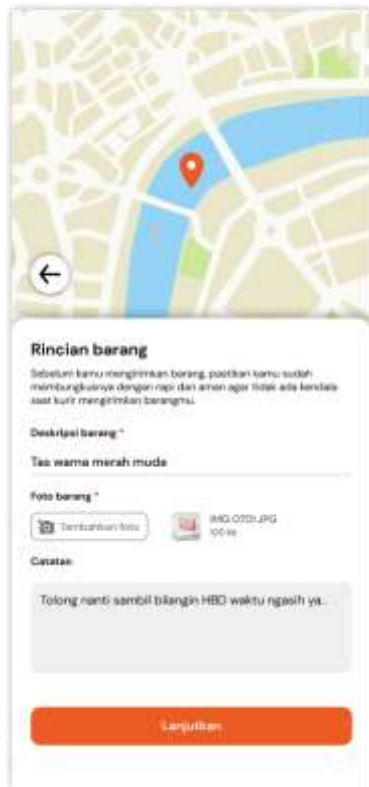 Rincian barang
Sebelum kamu mengirimkan barang, pastikan kamu sudah
membungkusnya dengan rapi dan aman agar tidak ada kendala
saat kurir mengirimkan barangmu.
Deskripsi barang *
Tas warna merah muda
Foto barang *
Tambahkan foto
IMG.0701.JPG
100 kb
Catatan
Tolong nanti sambil bilangin HBD waktu ngasih ya..
Lanjutkan